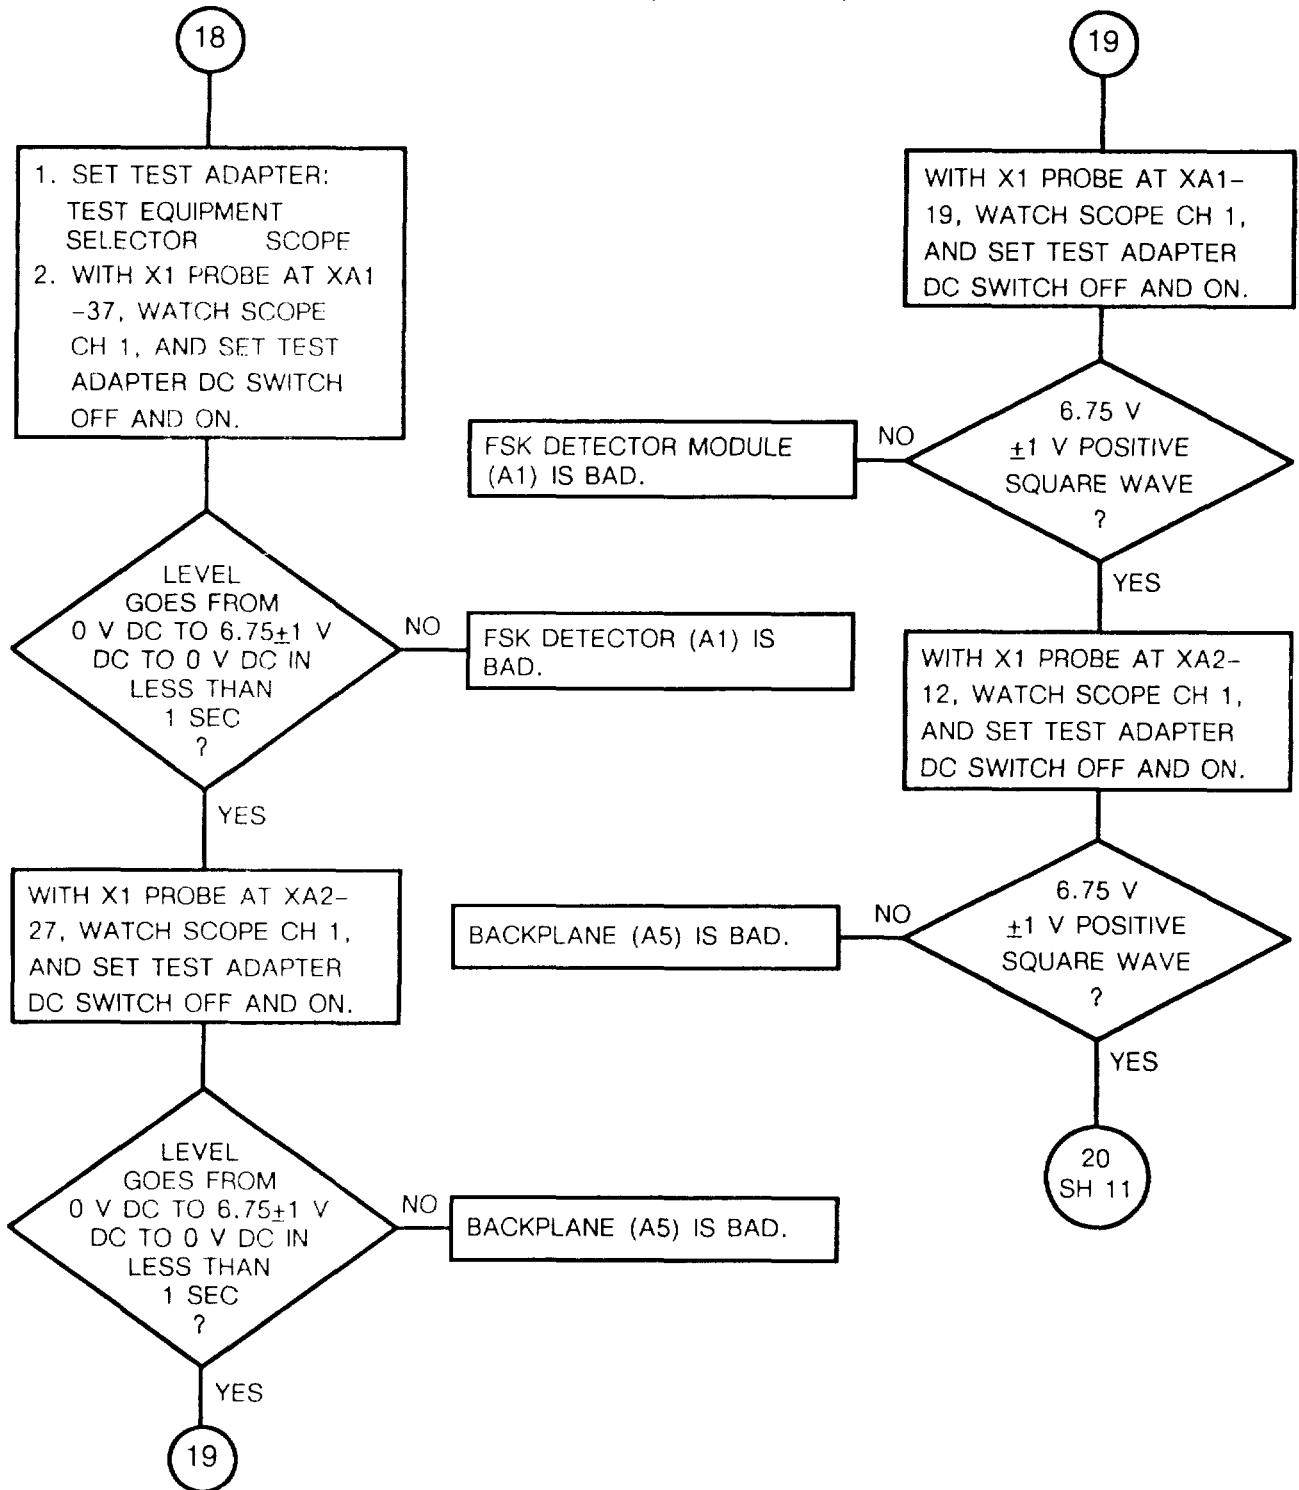 18
1. SET TEST ADAPTER:
TEST EQUIPMENT
SELECTOR SCOPE
2. WITH X1 PROBE AT XA1
-37, WATCH SCOPE
CH 1, AND SET TEST
ADAPTER DC SWITCH
OFF AND ON.
LEVEL
GOES FROM
0 V DC TO 6.75±1 V
DC TO 0 V DC IN
LESS THAN
1 SEC
?
NO
FSK DETECTOR (A1) IS
BAD.
YES
WITH X1 PROBE AT XA2-
27, WATCH SCOPE CH 1,
AND SET TEST ADAPTER
DC SWITCH OFF AND ON.
LEVEL
GOES FROM
0 V DC TO 6.75±1 V
DC TO 0 V DC IN
LESS THAN
1 SEC
?
NO
BACKPLANE (A5) IS BAD.
YES
19
19
WITH X1 PROBE AT XA1-
19, WATCH SCOPE CH 1,
AND SET TEST ADAPTER
DC SWITCH OFF AND ON.
6.75 V
±1 V POSITIVE
SQUARE WAVE
?
NO
FSK DETECTOR MODULE
(A1) IS BAD.
YES
WITH X1 PROBE AT XA2-
12, WATCH SCOPE CH 1,
AND SET TEST ADAPTER
DC SWITCH OFF AND ON.
6.75 V
±1 V POSITIVE
SQUARE WAVE
?
NO
BACKPLANE (A5) IS BAD.
YES
20
SH 11